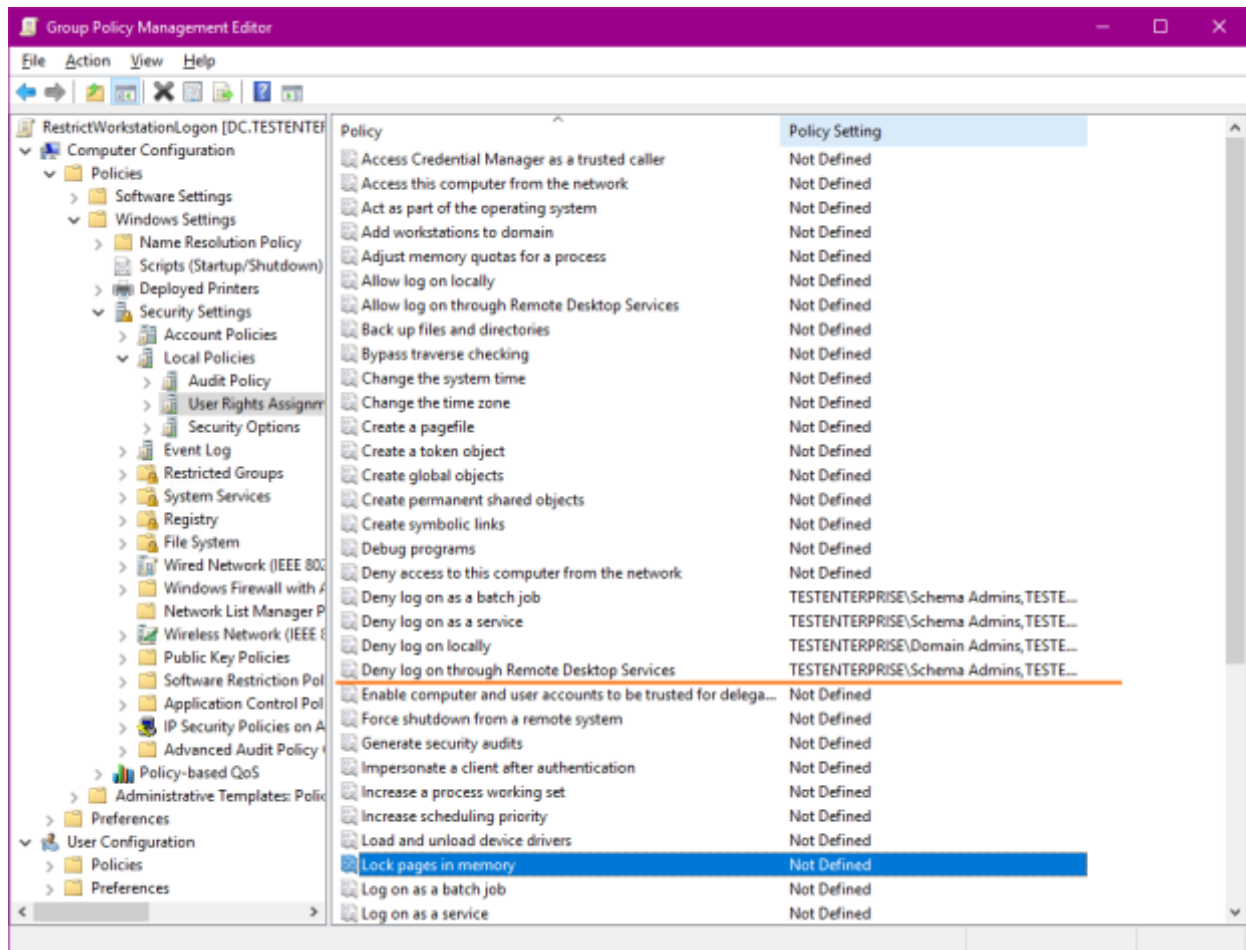 Group Policy Management Editor
File Action View Help
RestrictWorkstationLogon [DC.TESTENTEF
Computer Configuration
Policies
Software Settings
Windows Settings
Name Resolution Policy
Scripts (Startup/Shutdown)
Deployed Printers
Security Settings
Account Policies
Local Policies
Audit Policy
User Rights Assignm
Security Options
Event Log
Restricted Groups
System Services
Registry
File System
Wired Network (IEEE 802
Windows Firewall with A
Network List Manager P
Wireless Network (IEEE 8
Public Key Policies
Software Restriction Pol
Application Control Pol
IP Security Policies on A
Advanced Audit Policy
Policy-based QoS
Administrative Templates: Polic
Preferences
User Configuration
Policies
Preferences
Policy Policy Setting
Access Credential Manager as a trusted caller Not Defined
Access this computer from the network Not Defined
Act as part of the operating system Not Defined
Add workstations to domain Not Defined
Adjust memory quotas for a process Not Defined
Allow log on locally Not Defined
Allow log on through Remote Desktop Services Not Defined
Back up files and directories Not Defined
Bypass traverse checking Not Defined
Change the system time Not Defined
Change the time zone Not Defined
Create a pagefile Not Defined
Create a token object Not Defined
Create global objects Not Defined
Create permanent shared objects Not Defined
Create symbolic links Not Defined
Debug programs Not Defined
Deny access to this computer from the network Not Defined
Deny log on as a batch job TESTENTERPRISE\Schema Admins,TESTE...
Deny log on as a service TESTENTERPRISE\Schema Admins,TESTE...
Deny log on locally TESTENTERPRISE\Domain Admins,TESTE...
Deny log on through Remote Desktop Services TESTENTERPRISE\Schema Admins,TESTE...
Enable computer and user accounts to be trusted for delega... Not Defined
Force shutdown from a remote system Not Defined
Generate security audits Not Defined
Impersonate a client after authentication Not Defined
Increase a process working set Not Defined
Increase scheduling priority Not Defined
Load and unload device drivers Not Defined
Lock pages in memory Not Defined
Log on as a batch job Not Defined
Log on as a service Not Defined